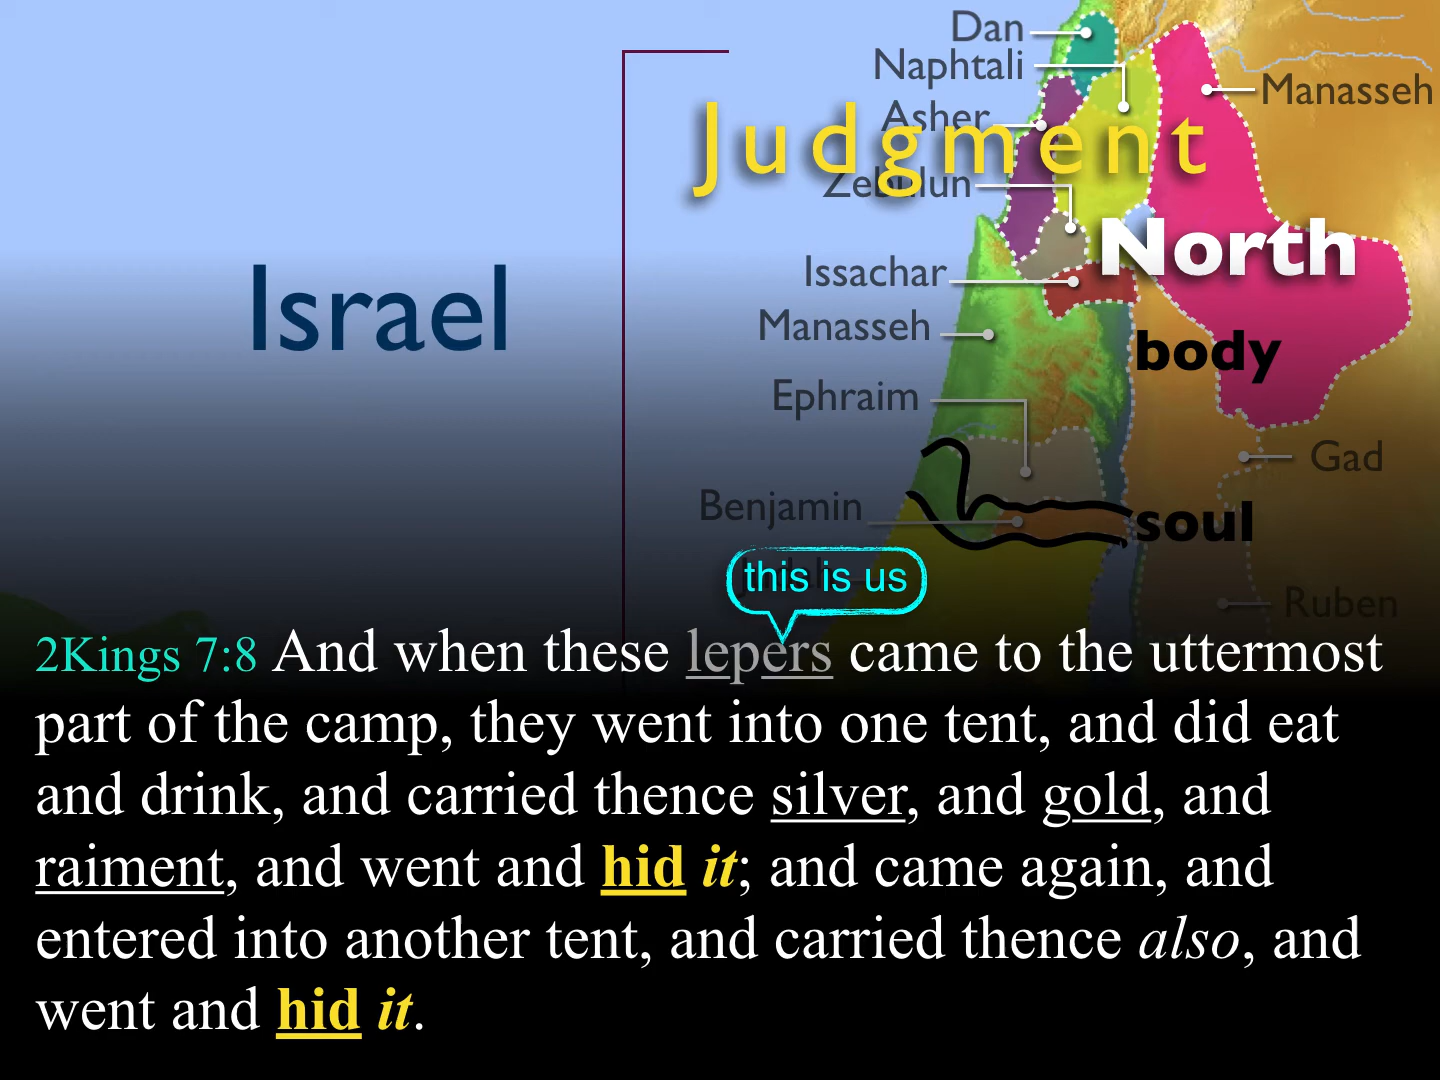 Dan
Naphtali
Manasseh
Asher
Judgment
Zebulun
North
Issachar
Israel
Manasseh
body
Ephraim
Gad
Benjamin
soul
this is us
Ruben
2Kings 7:8 And when these lepers came to the uttermost
part of the camp, they went into one tent, and did eat
and drink, and carried thence silver, and gold, and
raiment, and went and hid it; and came again, and
entered into another tent, and carried thence also, and
went and hid it.